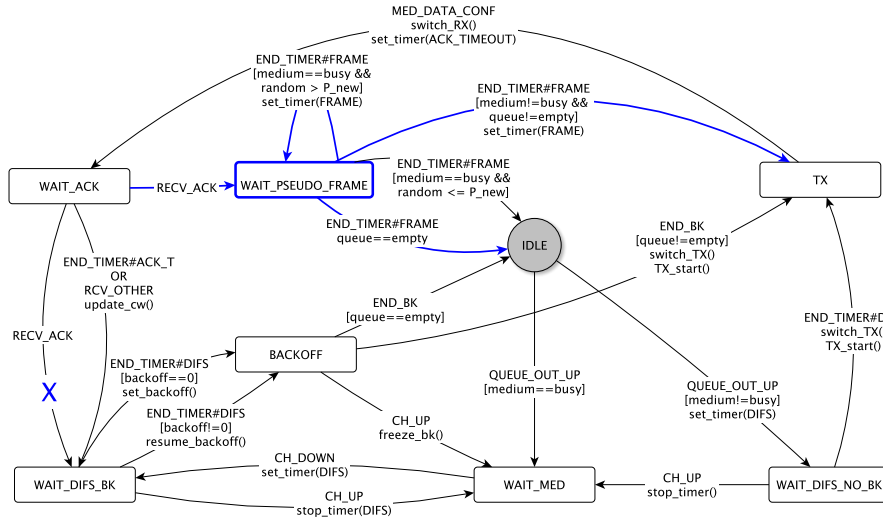 MED_DATA_CONF
switch_RX()
set_timer(ACK_TIMEOUT)
END_TIMER#FRAME
[medium==busy &&
random > P_new]
set_timer(FRAME)
END_TIMER#FRAME
[medium!=busy &&
queue!=empty]
set_timer(FRAME)
WAIT_ACK
RECV_ACK
WAIT_PSEUDO_FRAME
END_TIMER#FRAME
[medium==busy &&
random <= P_new]
TX
END_TIMER#FRAME
queue==empty
IDLE
END_BK
[queue!=empty]
switch_TX()
TX_start()
END_TIMER#ACK_T
OR
RCV_OTHER
update_cw()
END_BK
[queue==empty]
END_TIMER#D
switch_TX(
TX_start()
RECV_ACK
X
BACKOFF
END_TIMER#DIFS
[backoff==0]
set_backoff()
QUEUE_OUT_UP
[medium==busy]
QUEUE_OUT_UP
[medium!=busy]
set_timer(DIFS)
END_TIMER#DIFS
[backoff!=0]
resume_backoff()
CH_UP
freeze_bk()
WAIT_DIFS_BK
CH_DOWN
set_timer(DIFS)
CH_UP
stop_timer(DIFS)
WAIT_MED
CH_UP
stop_timer()
WAIT_DIFS_NO_BK